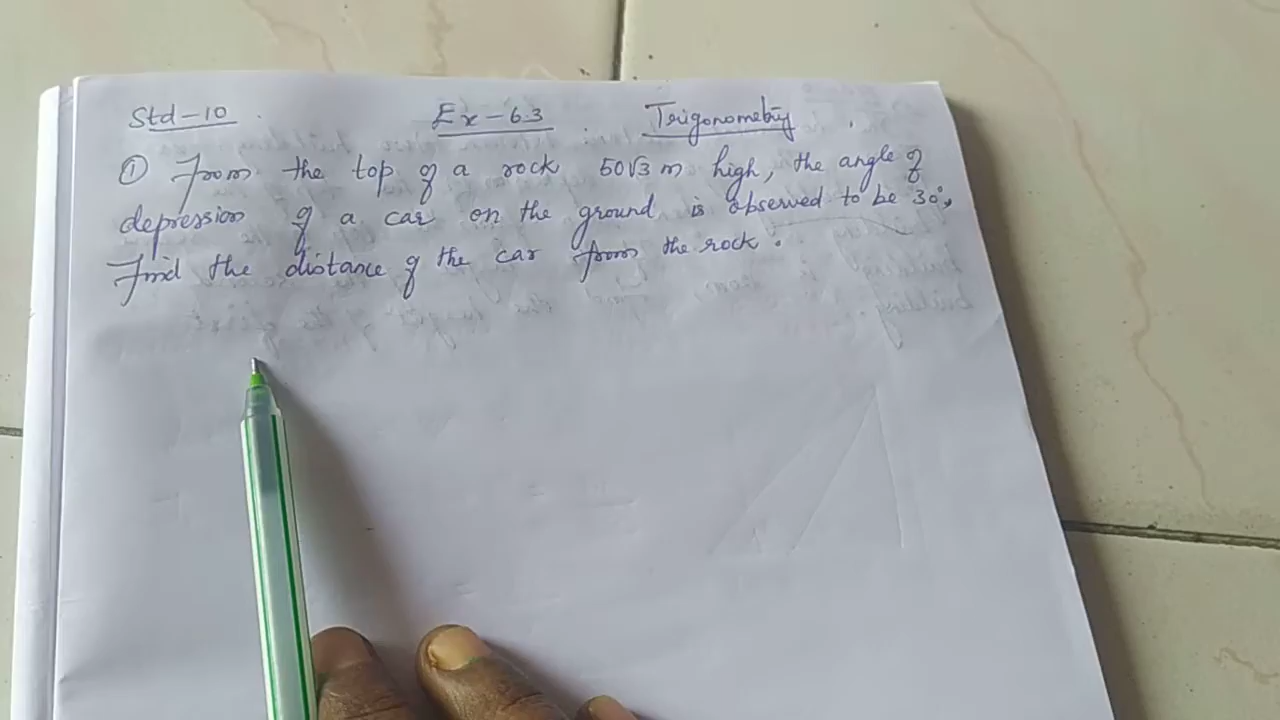 Std-10 Ex-6.3 Trigonometry
① From the top of a rock 50√3 m high, the angle of
depression of a car on the ground is observed to be 30°,
Find the distance of the car from the rock.